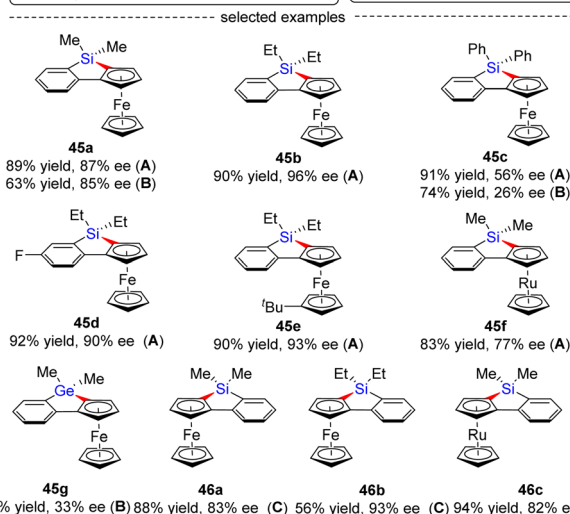 selected examples
Me Me Et Et Ph Ph
Si Si Si
Fe Fe Fe
45a 45b 45c
89% yield, 87% ee (A) 90% yield, 96% ee (A) 91% yield, 56% ee (A)
63% yield, 85% ee (B) 74% yield, 26% ee (B)
Et Et Et Et Me Me
Si Si Si
F
Fe Fe Ru
tBu
45d 45e 45f
92% yield, 90% ee (A) 90% yield, 93% ee (A) 83% yield, 77% ee (A)
Me Me Me Me Et Et Me Me
Ge Si Si Si
Fe Fe Fe Ru
45g 46a 46b 46c
% yield, 33% ee (B) 88% yield, 83% ee (C) 56% yield, 93% ee (C) 94% yield, 82% e